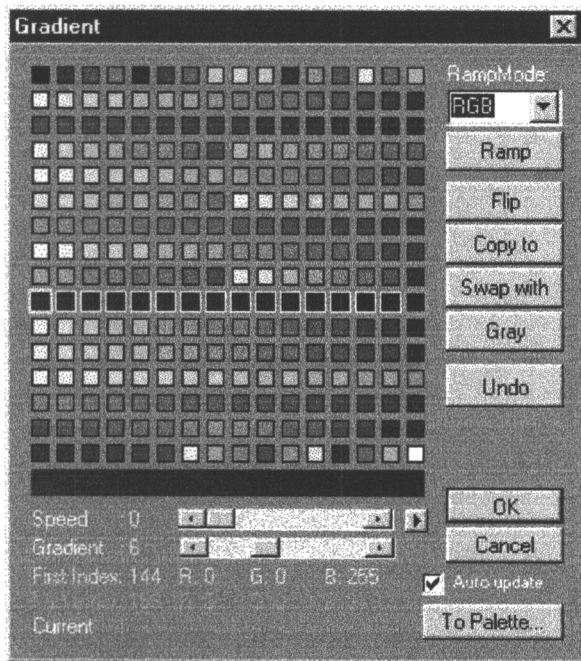 Gradient
RampMode:
RGB
Ramp
Flip
Copy to
Swap with
Gray
Undo
OK
Cancel
Auto update
To Palette...
Speed 0
Gradient 6
First Index: 144 R: 0 G: 0 B: 255
Current